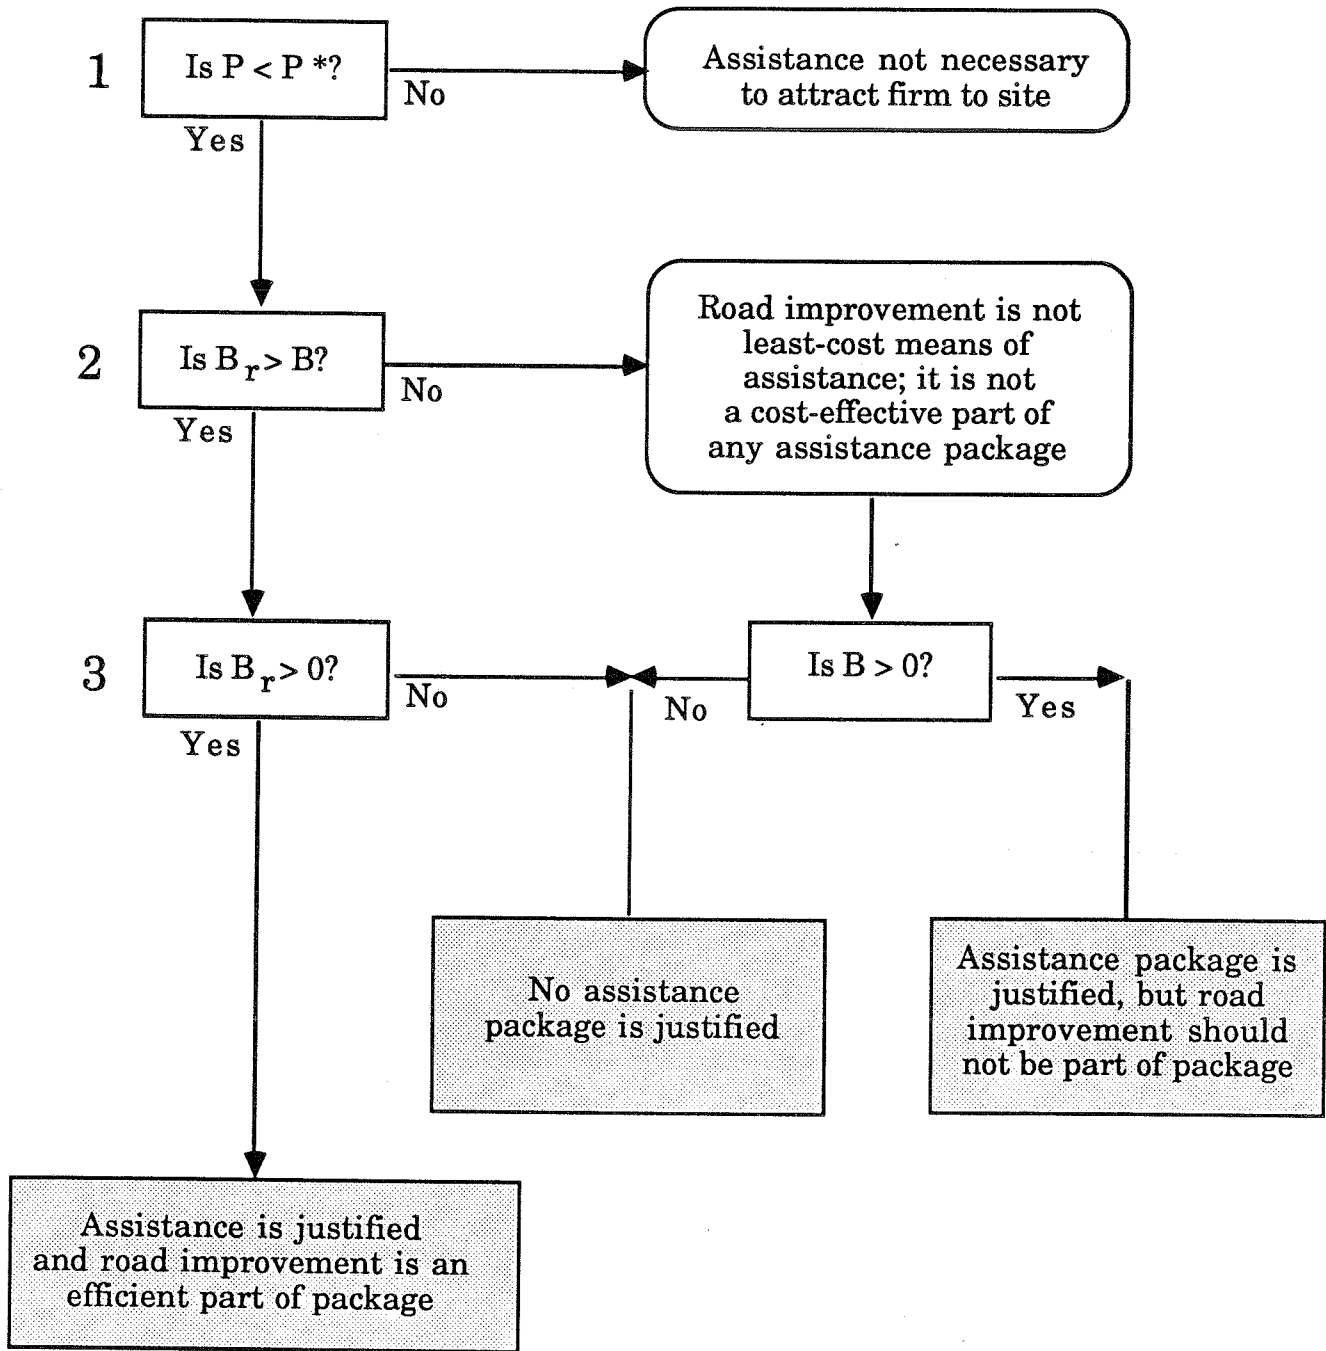 1
Is P < P *?
No
Yes
Assistance not necessary
to attract firm to site
2
Is B r > B?
No
Yes
Road improvement is not
least-cost means of
assistance; it is not
a cost-effective part of
any assistance package
3
Is B r > 0?
No
Yes
Is B > 0?
No
Yes
No assistance
package is justified
Assistance package is
justified, but road
improvement should
not be part of package
Assistance is justified
and road improvement is an
efficient part of package